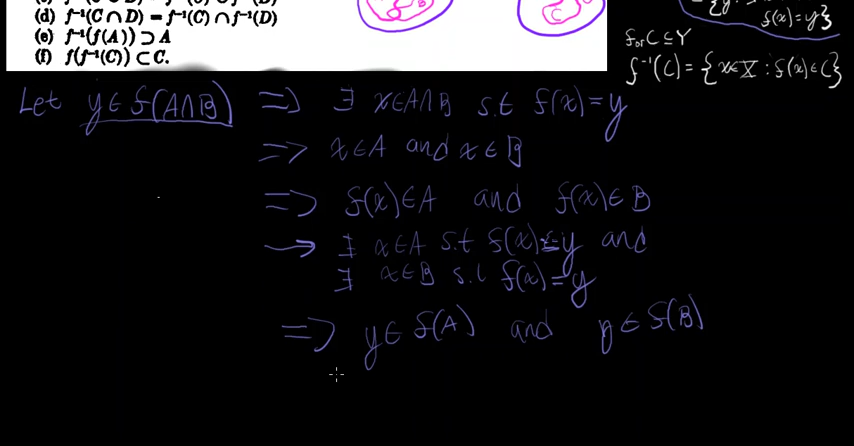 (d) f⁻¹(C ∩ D) = f⁻¹(C) ∩ f⁻¹(D)
(e) f⁻¹(f(A)) ⊃ A
(f) f(f⁻¹(C)) ⊂ C.
C
f(x)=y}
for C ⊆ Y
f⁻¹(C) = {x∈X : f(x)∈C}
Let y∈f(A∩B) => ∃ x∈A∩B s.t f(x)=y
=> x∈A and x∈B
=> f(x)∈A and f(x)∈B
→ ∃ x∈A s.t f(x)=y and
∃ x∈B s.t f(x)=y
=> y∈f(A) and y∈f(B)